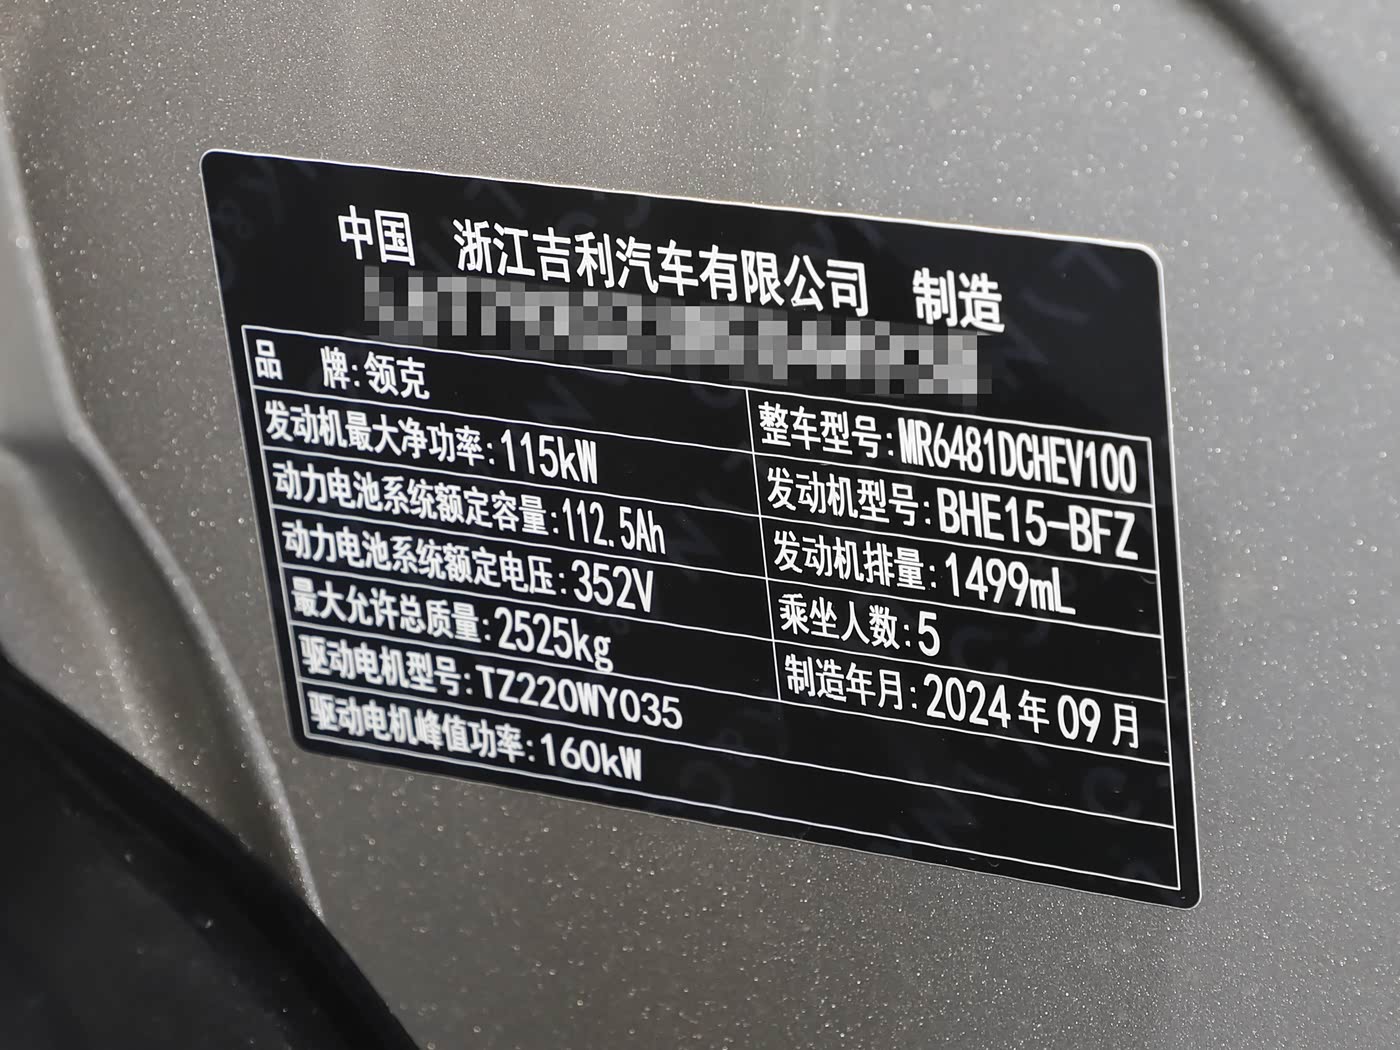 中国 浙江吉利汽车有限公司 制造
品 牌:领克
整车型号:MR6481DCHEV100
发动机最大净功率:115kW
发动机型号:BHE15-BFZ
动力电池系统额定容量:112.5Ah
发动机排量:1499mL
动力电池系统额定电压:352V
乘坐人数:5
最大允许总质量:2525kg
制造年月:2024年09月
驱动电机型号:TZ220WY035
驱动电机峰值功率:160kW